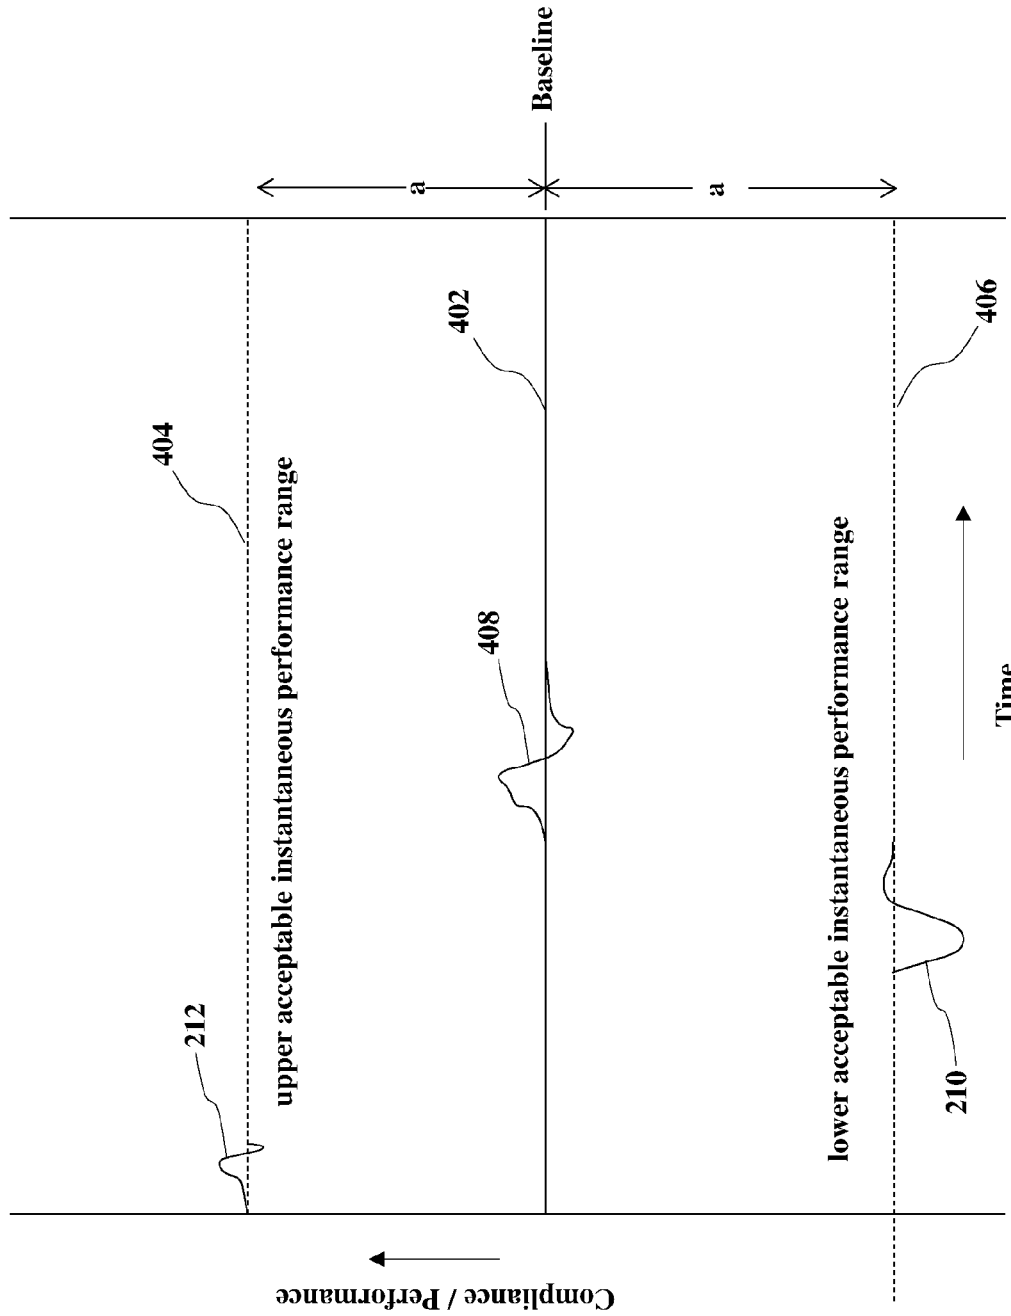 Compliance / Performance
212
404
upper acceptable instantaneous performance range
a
408
402
Baseline
lower acceptable instantaneous performance range
a
210
406
Time